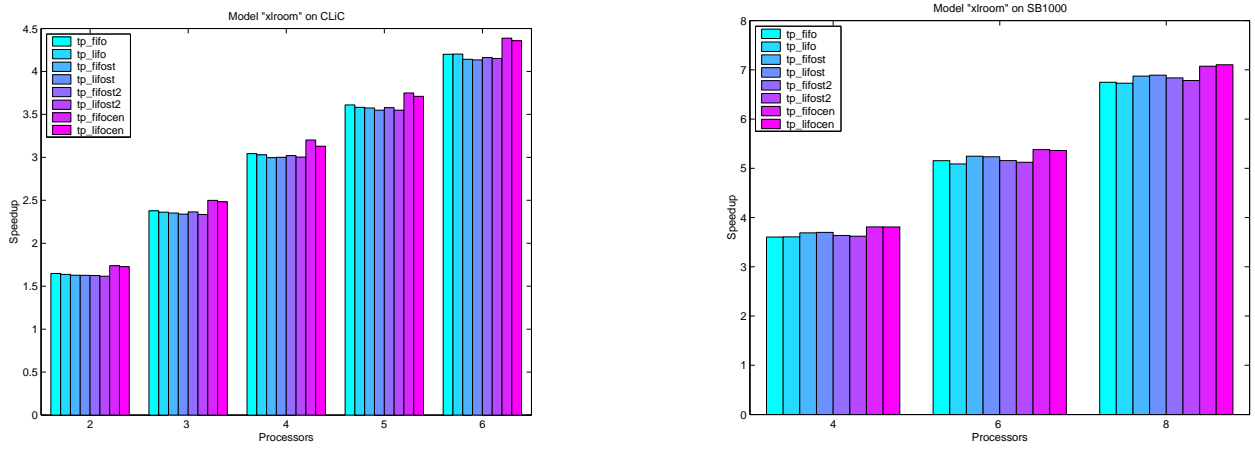 Model "xlroom" on CLiC
4.5
4
3.5
3
2.5
2
1.5
1
0.5
0
Speedup
tp_fifo
tp_lifo
tp_fifost
tp_lifost
tp_fifost2
tp_lifost2
tp_fifocen
tp_lifocen
2 3 4 5 6
Processors
Model "xlroom" on SB1000
8
7
6
5
4
3
2
1
0
Speedup
tp_fifo
tp_lifo
tp_fifost
tp_lifost
tp_fifost2
tp_lifost2
tp_fifocen
tp_lifocen
4 6 8
Processors